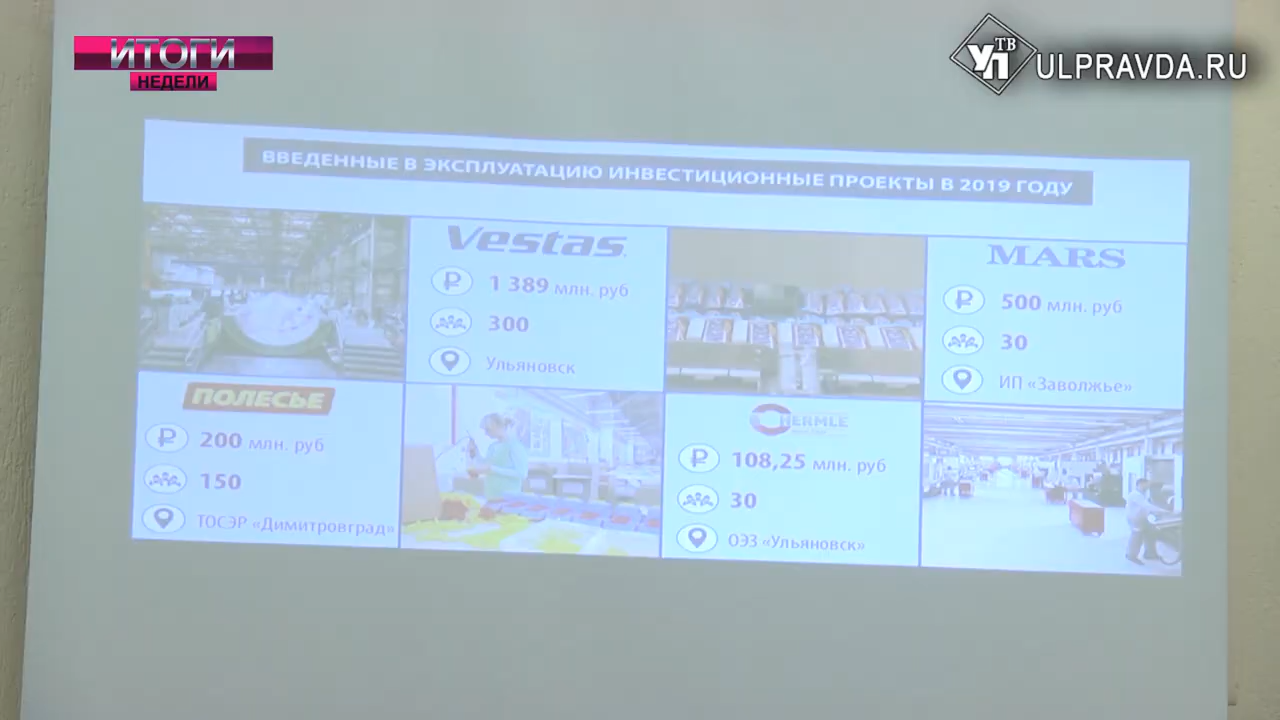 ИТОГИ
НЕДЕЛИ
УП ТВ
ULPRAVDA.RU
ВВЕДЕННЫЕ В ЭКСПЛУАТАЦИЮ ИНВЕСТИЦИОННЫЕ ПРОЕКТЫ В 2019 ГОДУ
Vestas
₽ 1 389 млн. руб
300
Ульяновск
MARS
₽ 500 млн. руб
30
ИП «Заволжье»
ПОЛЕСЬЕ
₽ 200 млн. руб
150
ТОСЭР «Димитровград»
HERMLE
₽ 108,25 млн. руб
30
ОЭЗ «Ульяновск»